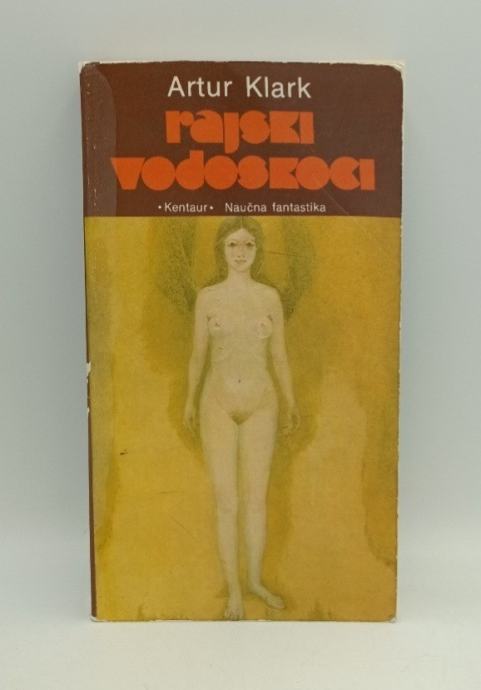 Artur Klark
rajski
vodoskoci
•Kentaur• Naučna fantastika